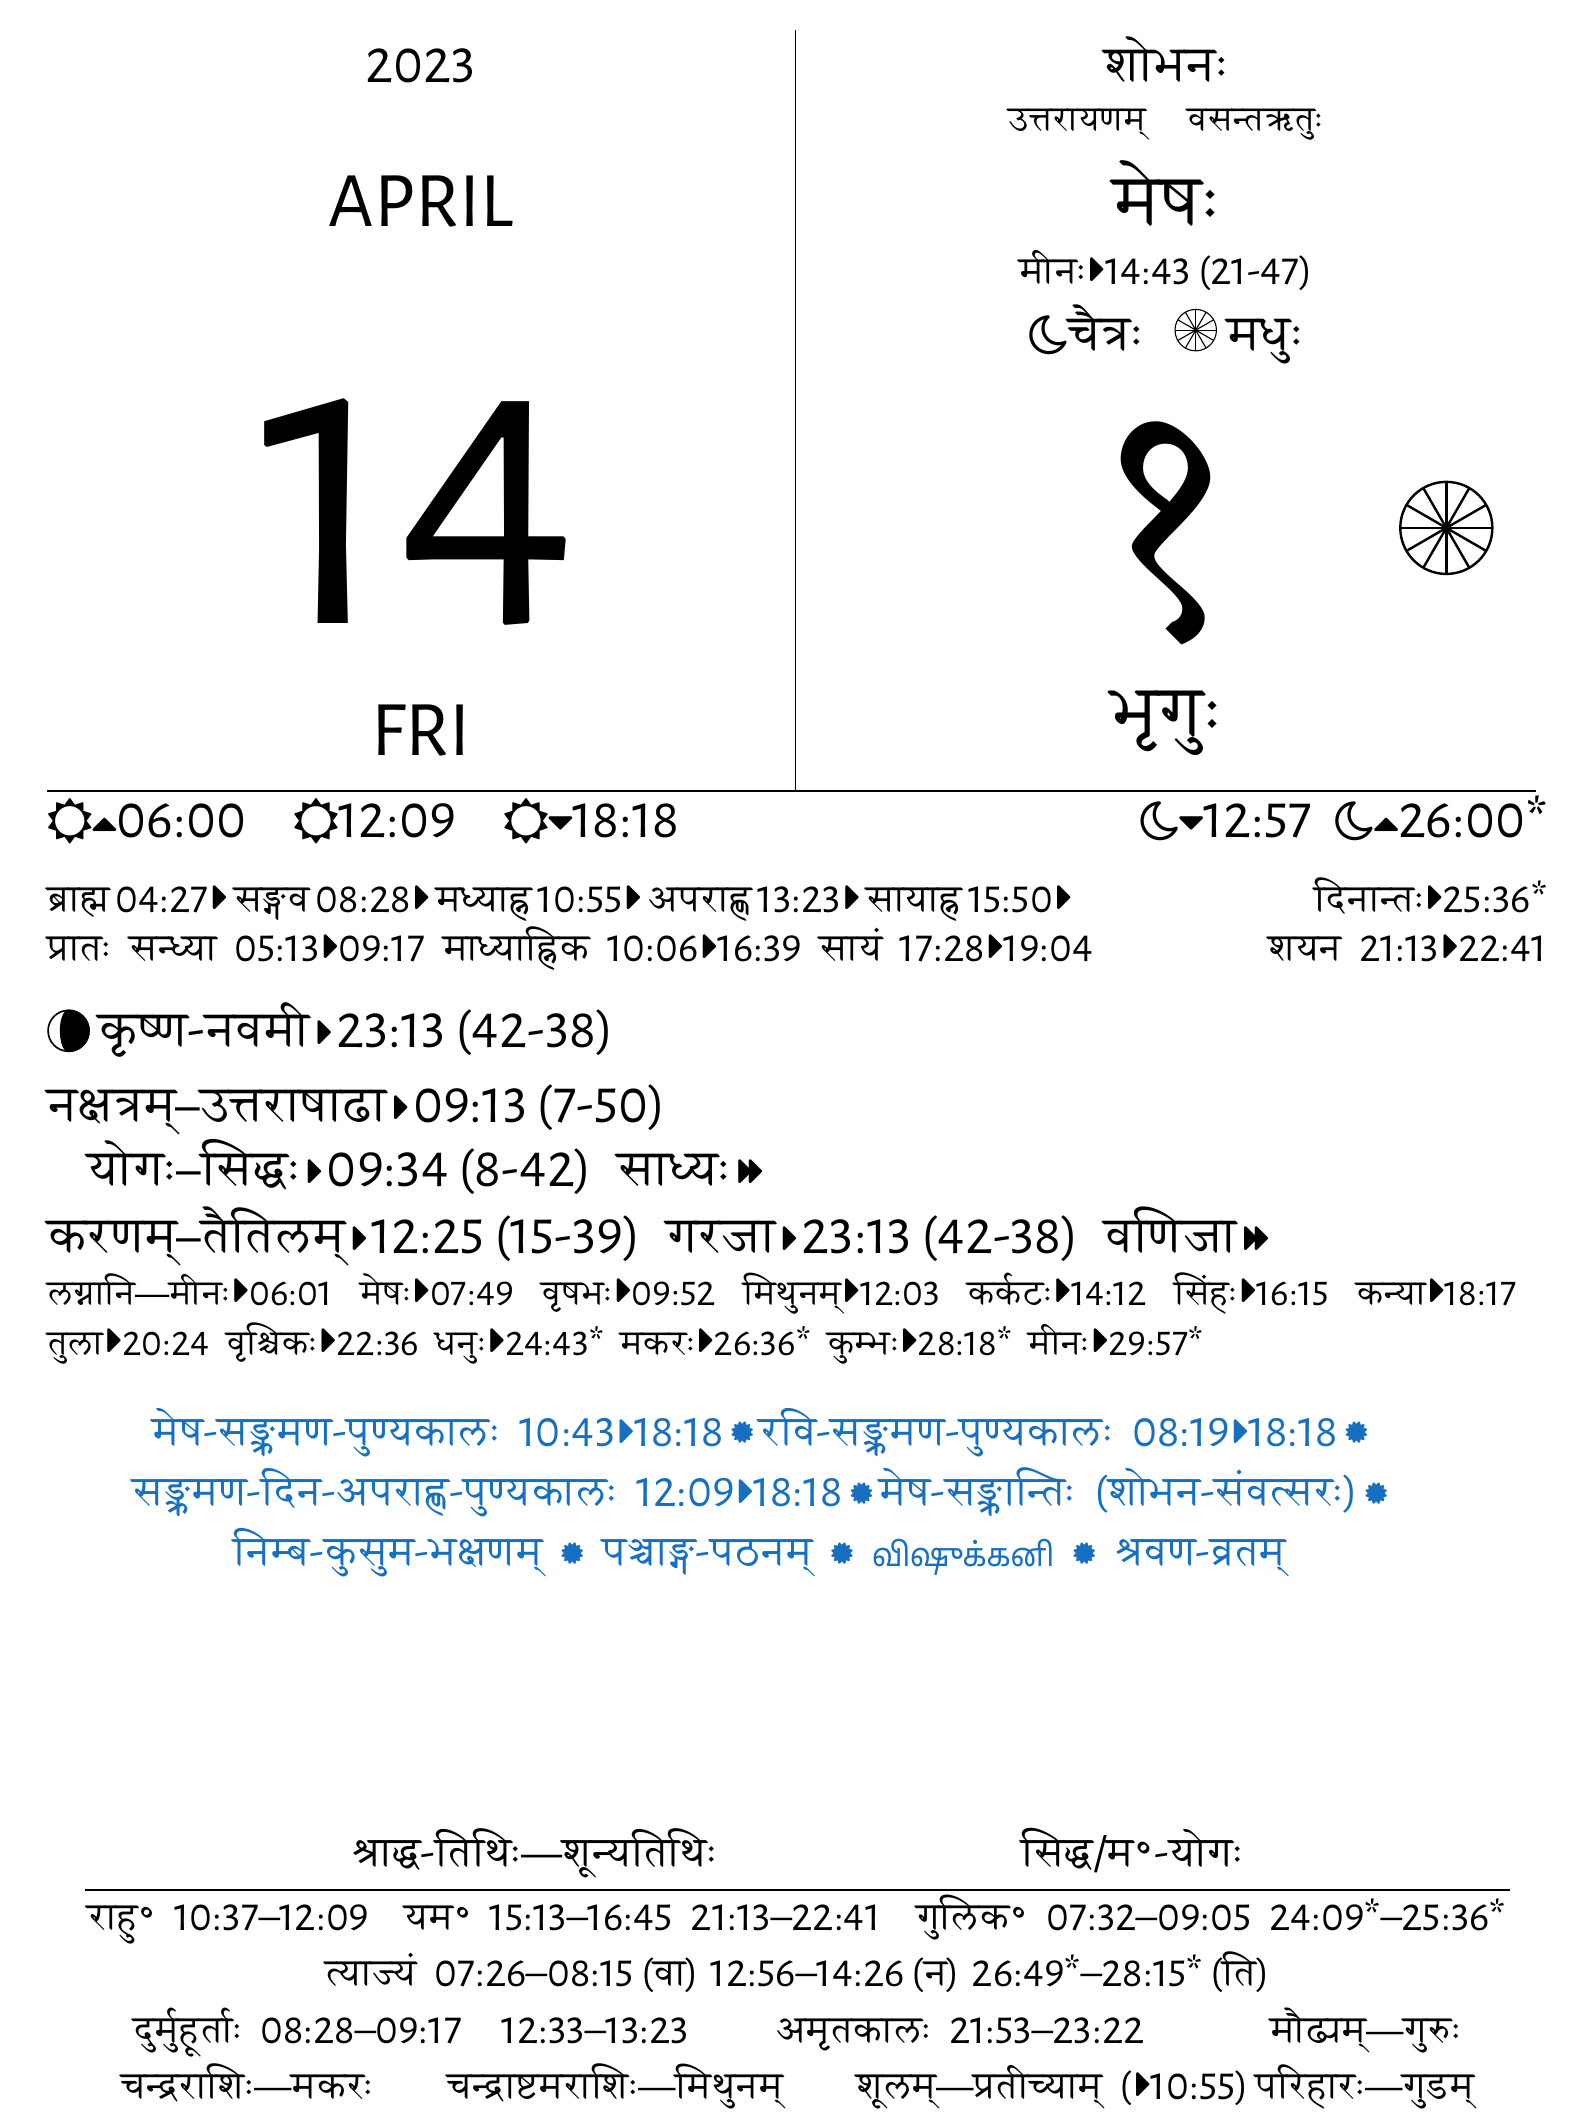 2023
APRIL
14
FRI
शोभनः
उत्तरायणम् वसन्तऋतुः
मेषः
मीनः 14:43 (21-47)
चैत्रः मधुः
१
भृगुः
06:00 12:09 18:18 12:57 26:00*
ब्राह्म 04:27 सङ्गव 08:28 मध्याह्न 10:55 अपराह्ण 13:23 सायाह्न 15:50 दिनान्तः 25:36*
प्रातः सन्ध्या 05:13 09:17 माध्याह्निक 10:06 16:39 सायं 17:28 19:04 शयन 21:13 22:41
कृष्ण-नवमी 23:13 (42-38)
नक्षत्रम्–उत्तराषाढा 09:13 (7-50)
योगः–सिद्धः 09:34 (8-42) साध्यः
करणम्–तैतिलम् 12:25 (15-39) गरजा 23:13 (42-38) वणिजा
लग्नानि—मीनः 06:01 मेषः 07:49 वृषभः 09:52 मिथुनम् 12:03 कर्कटः 14:12 सिंहः 16:15 कन्या 18:17
तुला 20:24 वृश्चिकः 22:36 धनुः 24:43* मकरः 26:36* कुम्भः 28:18* मीनः 29:57*
मेष-सङ्क्रमण-पुण्यकालः 10:43 18:18 रवि-सङ्क्रमण-पुण्यकालः 08:19 18:18
सङ्क्रमण-दिन-अपराह्ण-पुण्यकालः 12:09 18:18 मेष-सङ्क्रान्तिः (शोभन-संवत्सरः)
निम्ब-कुसुम-भक्षणम् पञ्चाङ्ग-पठनम् விஷுக்கனி श्रवण-व्रतम्
श्राद्ध-तिथिः—शून्यतिथिः सिद्ध/म॰-योगः
राहु॰ 10:37–12:09 यम॰ 15:13–16:45 21:13–22:41 गुलिक॰ 07:32–09:05 24:09*–25:36*
त्याज्यं 07:26–08:15 (वा) 12:56–14:26 (न) 26:49*–28:15* (ति)
दुर्मुहूर्ताः 08:28–09:17 12:33–13:23 अमृतकालः 21:53–23:22 मौढ्यम्—गुरुः
चन्द्रराशिः—मकरः चन्द्राष्टमराशिः—मिथुनम् शूलम्—प्रतीच्याम् ( 10:55) परिहारः—गुडम्